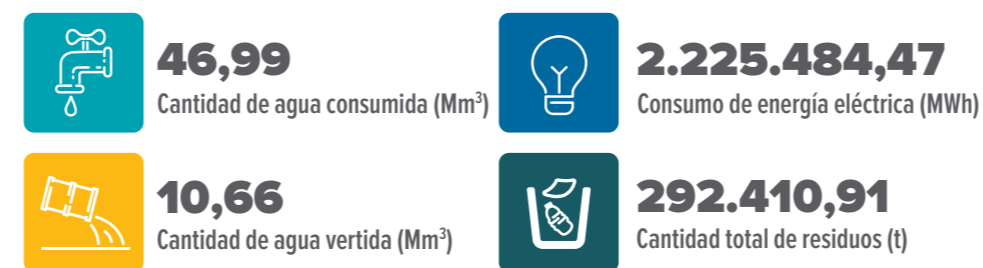 46,99
Cantidad de agua consumida (Mm³)
2.225.484,47
Consumo de energía eléctrica (MWh)
10,66
Cantidad de agua vertida (Mm³)
292.410,91
Cantidad total de residuos (t)